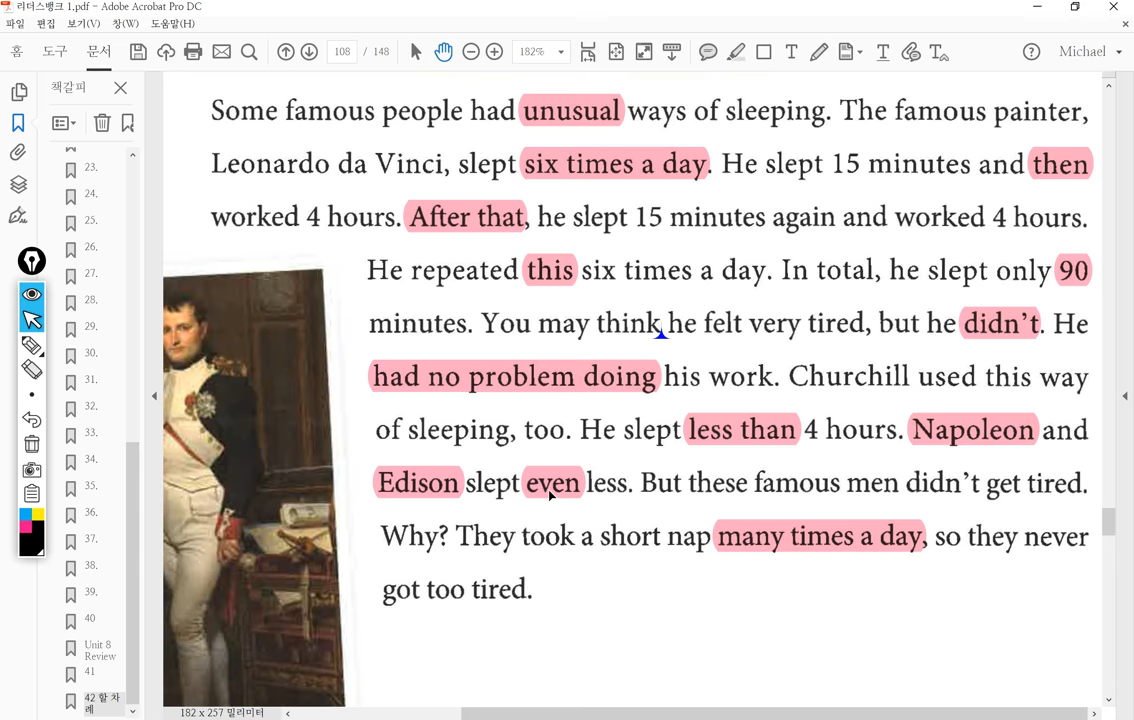 리더스뱅크 1.pdf - Adobe Acrobat Pro DC
파일 편집 보기(V) 창(W) 도움말(H)
홈 도구 문서 108 / 148 182% Michael
책갈피
23.
24.
25.
26.
27.
28.
29.
30.
31.
32.
33.
34.
35.
36.
37.
38.
39.
40
Unit 8
Review
41
42 할 차
례
Some famous people had unusual ways of sleeping. The famous painter,
Leonardo da Vinci, slept six times a day. He slept 15 minutes and then
worked 4 hours. After that, he slept 15 minutes again and worked 4 hours.
He repeated this six times a day. In total, he slept only 90
minutes. You may think he felt very tired, but he didn't. He
had no problem doing his work. Churchill used this way
of sleeping, too. He slept less than 4 hours. Napoleon and
Edison slept even less. But these famous men didn't get tired.
Why? They took a short nap many times a day, so they never
got too tired.
182 x 257 밀리미터